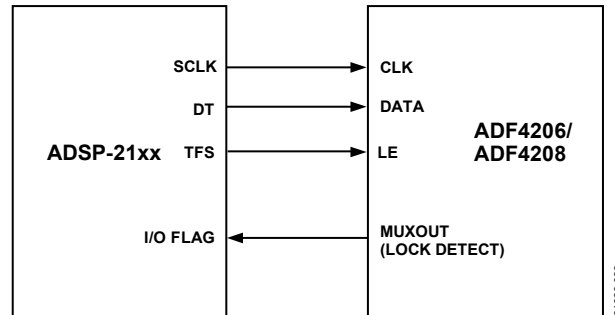 SCLK
CLK
DT
DATA
ADSP-21xx
TFS
LE
ADF4206/
ADF4208
I/O FLAG
MUXOUT
(LOCK DETECT)